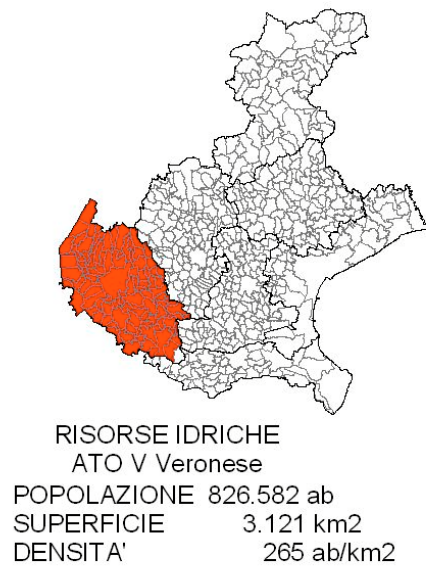 RISORSE IDRICHE
ATO V Veronese
POPOLAZIONE 826.582 ab
SUPERFICIE 3.121 km2
DENSITA' 265 ab/km2